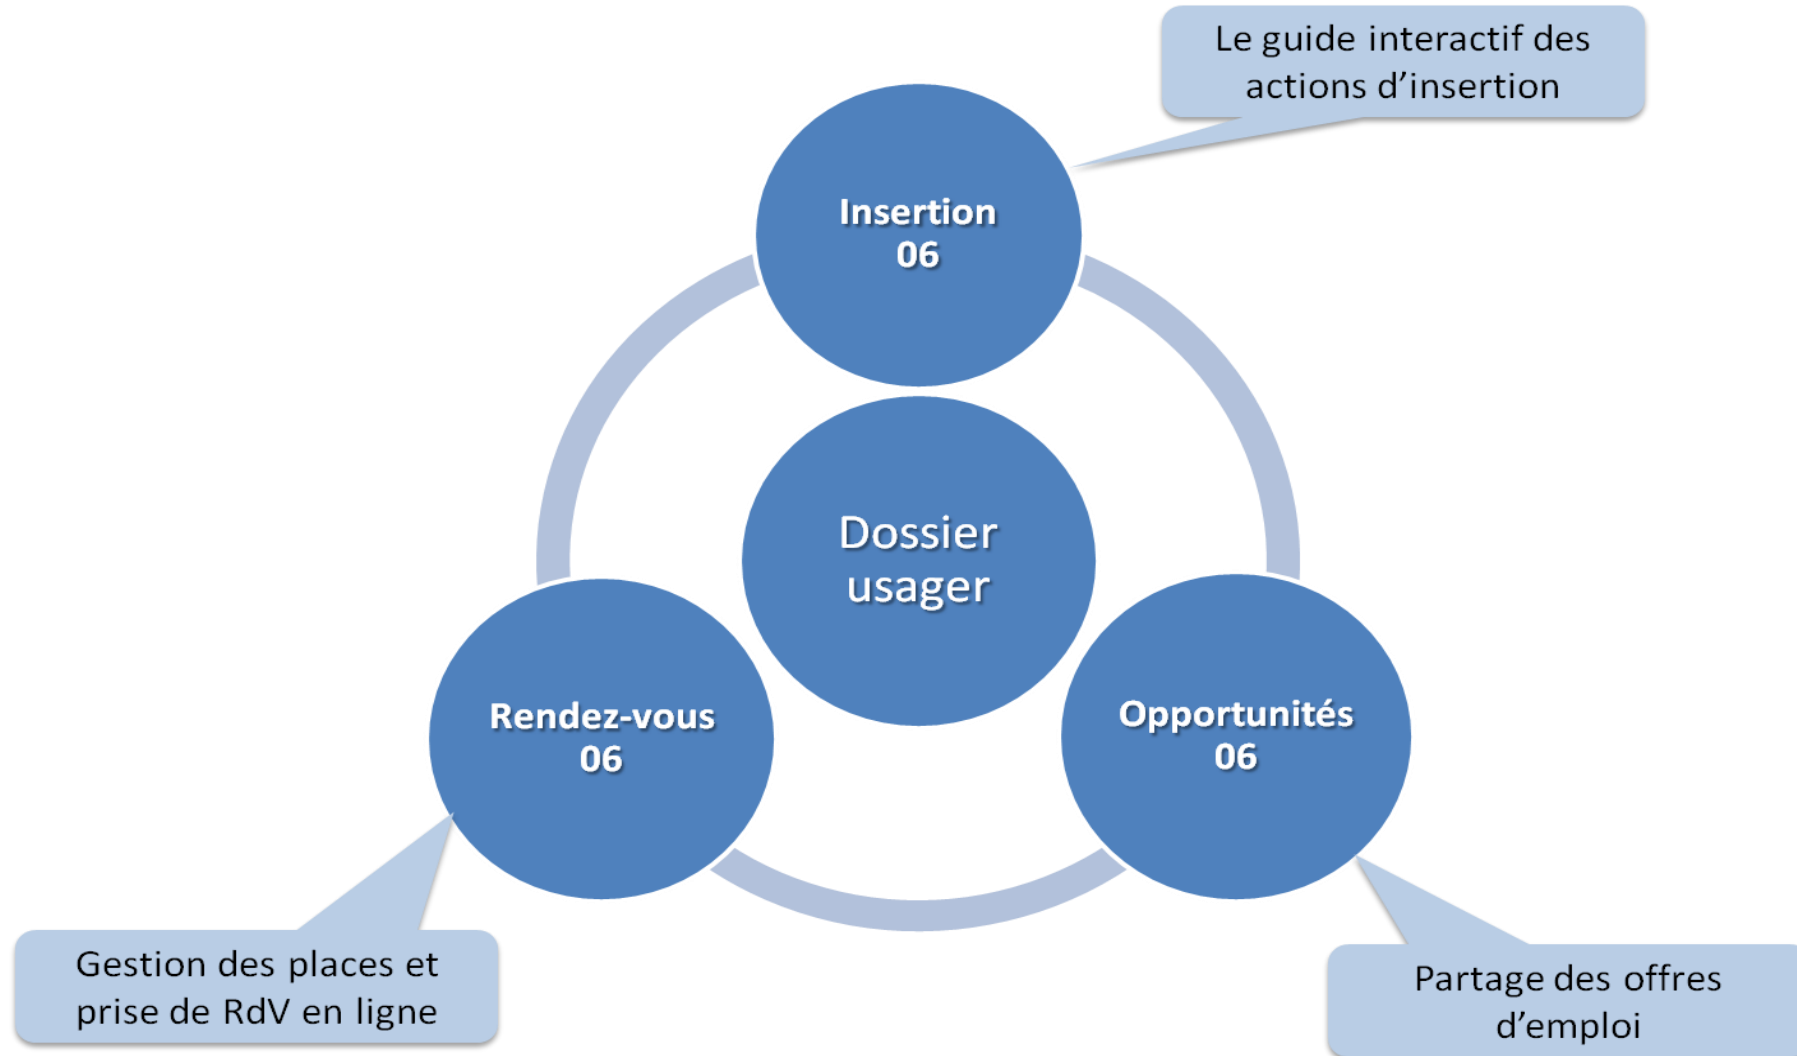 Le guide interactif des
actions d’insertion
Insertion
06
Dossier
usager
Rendez-vous
06
Opportunités
06
Gestion des places et
prise de RdV en ligne
Partage des offres
d’emploi